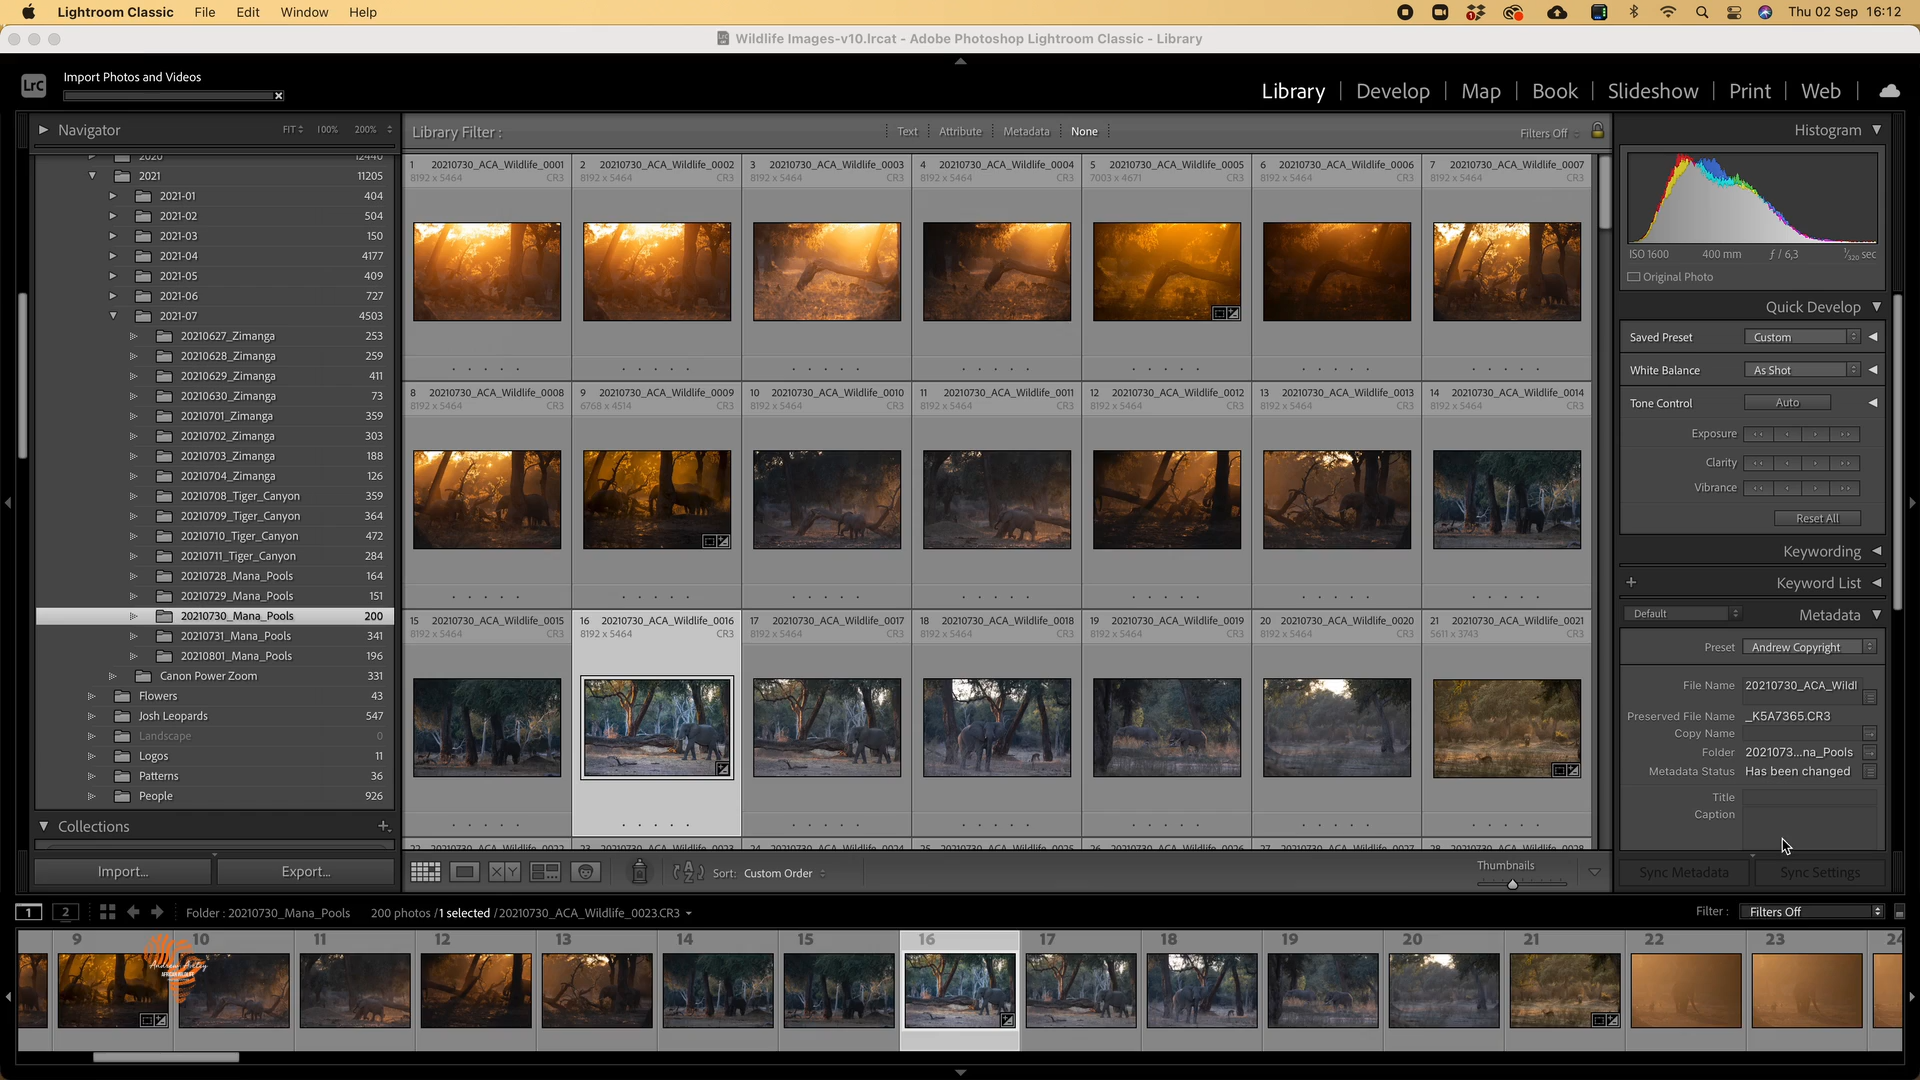 Lightroom Classic File Edit Window Help
Thu 02 Sep 16:12
Wildlife Images-v10.lrcat - Adobe Photoshop Lightroom Classic - Library
LrC
Import Photos and Videos
Library | Develop | Map | Book | Slideshow | Print | Web
Navigator FIT 100% 200%
2020 12440
2021 11205
2021-01 404
2021-02 504
2021-03 150
2021-04 4177
2021-05 409
2021-06 727
2021-07 4503
20210627_Zimanga 253
20210628_Zimanga 259
20210629_Zimanga 411
20210630_Zimanga 73
20210701_Zimanga 359
20210702_Zimanga 303
20210703_Zimanga 188
20210704_Zimanga 126
20210708_Tiger_Canyon 359
20210709_Tiger_Canyon 364
20210710_Tiger_Canyon 472
20210711_Tiger_Canyon 284
20210728_Mana_Pools 164
20210729_Mana_Pools 151
20210730_Mana_Pools 200
20210731_Mana_Pools 341
20210801_Mana_Pools 196
Canon Power Zoom 331
Flowers 43
Josh Leopards 547
Landscape 0
Logos 11
Patterns 36
People 926
Collections
Import... Export...
Library Filter : Text Attribute Metadata None Filters Off
1 20210730_ACA_Wildlife_0001 2 20210730_ACA_Wildlife_0002 3 20210730_ACA_Wildlife_0003 4 20210730_ACA_Wildlife_0004 5 20210730_ACA_Wildlife_0005 6 20210730_ACA_Wildlife_0006 7 20210730_ACA_Wildlife_0007
8192 x 5464 CR3 8192 x 5464 CR3 8192 x 5464 CR3 8192 x 5464 CR3 7003 x 4671 CR3 8192 x 5464 CR3 8192 x 5464 CR3
8 20210730_ACA_Wildlife_0008 9 20210730_ACA_Wildlife_0009 10 20210730_ACA_Wildlife_0010 11 20210730_ACA_Wildlife_0011 12 20210730_ACA_Wildlife_0012 13 20210730_ACA_Wildlife_0013 14 20210730_ACA_Wildlife_0014
8192 x 5464 CR3 6768 x 4514 CR3 8192 x 5464 CR3 8192 x 5464 CR3 8192 x 5464 CR3 8192 x 5464 CR3 8192 x 5464 CR3
15 20210730_ACA_Wildlife_0015 16 20210730_ACA_Wildlife_0016 17 20210730_ACA_Wildlife_0017 18 20210730_ACA_Wildlife_0018 19 20210730_ACA_Wildlife_0019 20 20210730_ACA_Wildlife_0020 21 20210730_ACA_Wildlife_0021
8192 x 5464 CR3 8192 x 5464 CR3 8192 x 5464 CR3 8192 x 5464 CR3 8192 x 5464 CR3 8192 x 5464 CR3 5611 x 3743 CR3
Sort: Custom Order
Thumbnails
Histogram
ISO 1600 400 mm ƒ / 6,3 1/320 sec
Original Photo
Quick Develop
Saved Preset Custom
White Balance As Shot
Tone Control Auto
Exposure
Clarity
Vibrance
Reset All
Keywording
Keyword List
Default Metadata
Preset Andrew Copyright
File Name 20210730_ACA_Wildl
Preserved File Name _K5A7365.CR3
Copy Name
Folder 2021073...na_Pools
Metadata Status Has been changed
Title
Caption
Sync Metadata Sync Settings
1 2 Folder : 20210730_Mana_Pools 200 photos / 1 selected / 20210730_ACA_Wildlife_0023.CR3
Filter : Filters Off
9 10 11 12 13 14 15 16 17 18 19 20 21 22 23 24